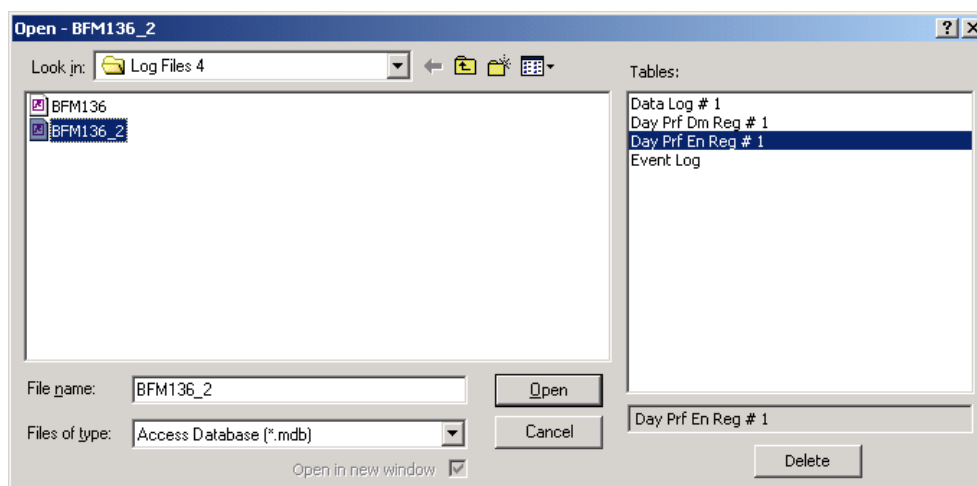 Open - BFM136_2
Look in: Log Files 4
Tables:
BFM136
BFM136_2
Data Log # 1
Day Prf Dm Reg # 1
Day Prf En Reg # 1
Event Log
File name: BFM136_2 Open
Files of type: Access Database (*.mdb) Cancel
Day Prf En Reg # 1
Open in new window
Delete